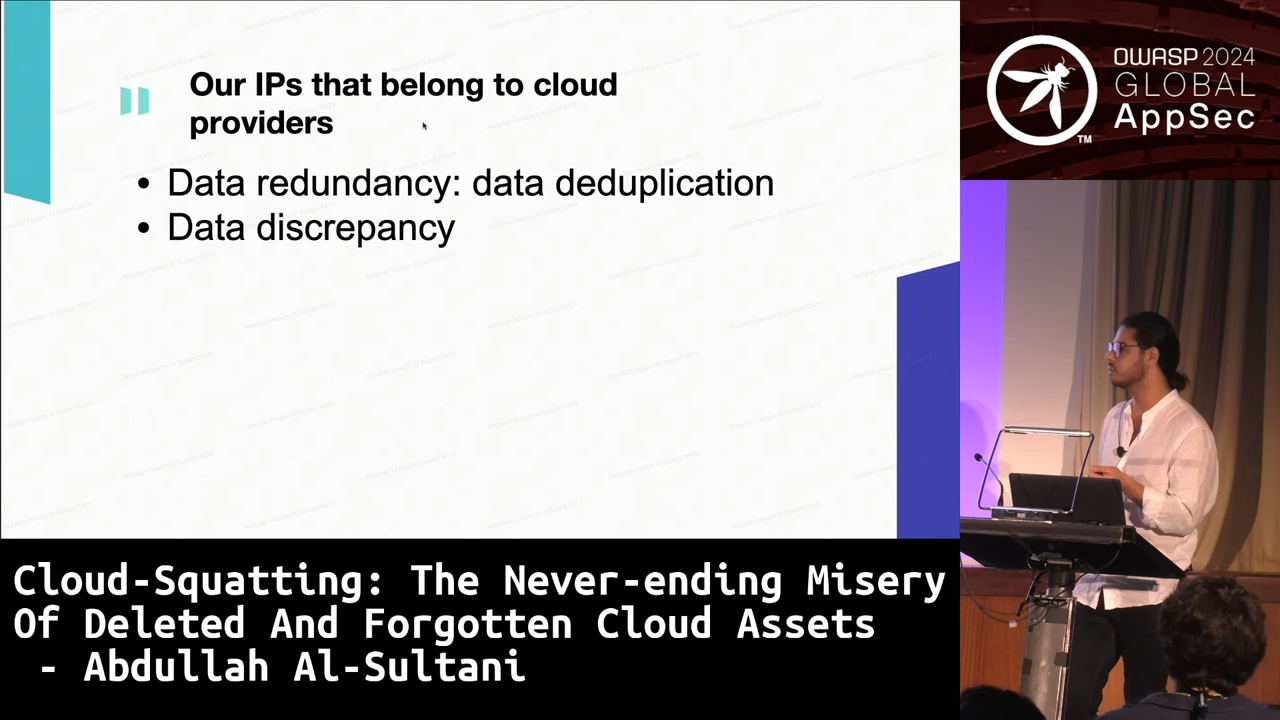 Our IPs that belong to cloud
providers
• Data redundancy: data deduplication
• Data discrepancy
OWASP 2024
GLOBAL
AppSec
TM
Cloud-Squatting: The Never-ending Misery
Of Deleted And Forgotten Cloud Assets
- Abdullah Al-Sultani